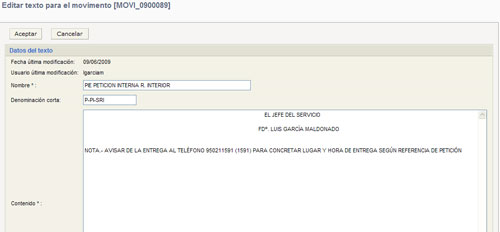 Editar texto para el movimento [MOVI_0900089]
Aceptar Cancelar
Datos del texto
Fecha última modificación: 09/06/2009
Usuario última modificación: lgarciam
Nombre * : PIE PETICION INTERNA R. INTERIOR
Denominación corta: P-PI-SRI
EL JEFE DEL SERVICIO
FDº. LUIS GARCÍA MALDONADO
NOTA.- AVISAR DE LA ENTREGA AL TELÉFONO 950211591 (1591) PARA CONCRETAR LUGAR Y HORA DE ENTREGA SEGÚN REFERENCIA DE PETICIÓN
Contenido * :